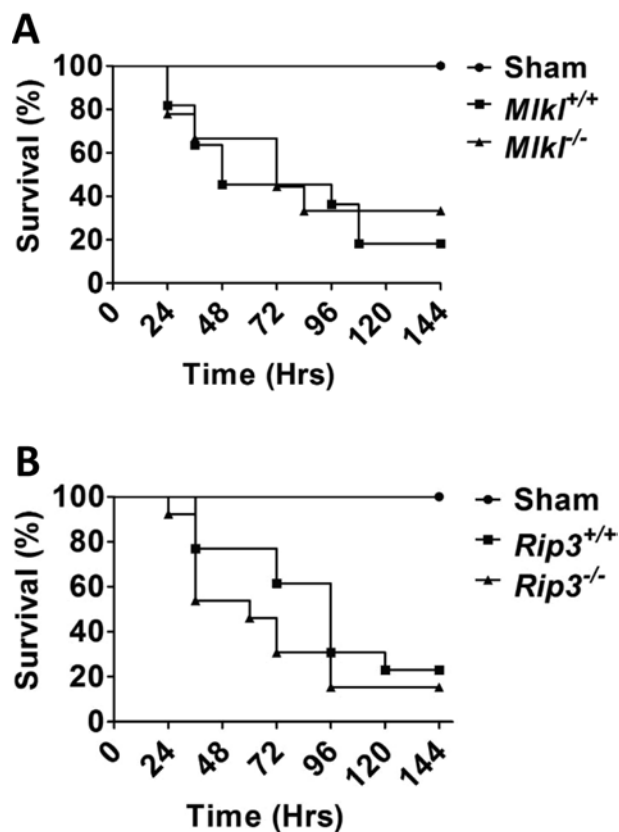 A
100
80
60
40
20
0
Survival (%)
0 24 48 72 96 120 144
Time (Hrs)
Sham
Mlkl+/+
Mlkl-/-
B
100
80
60
40
20
0
Survival (%)
0 24 48 72 96 120 144
Time (Hrs)
Sham
Rip3+/+
Rip3-/-